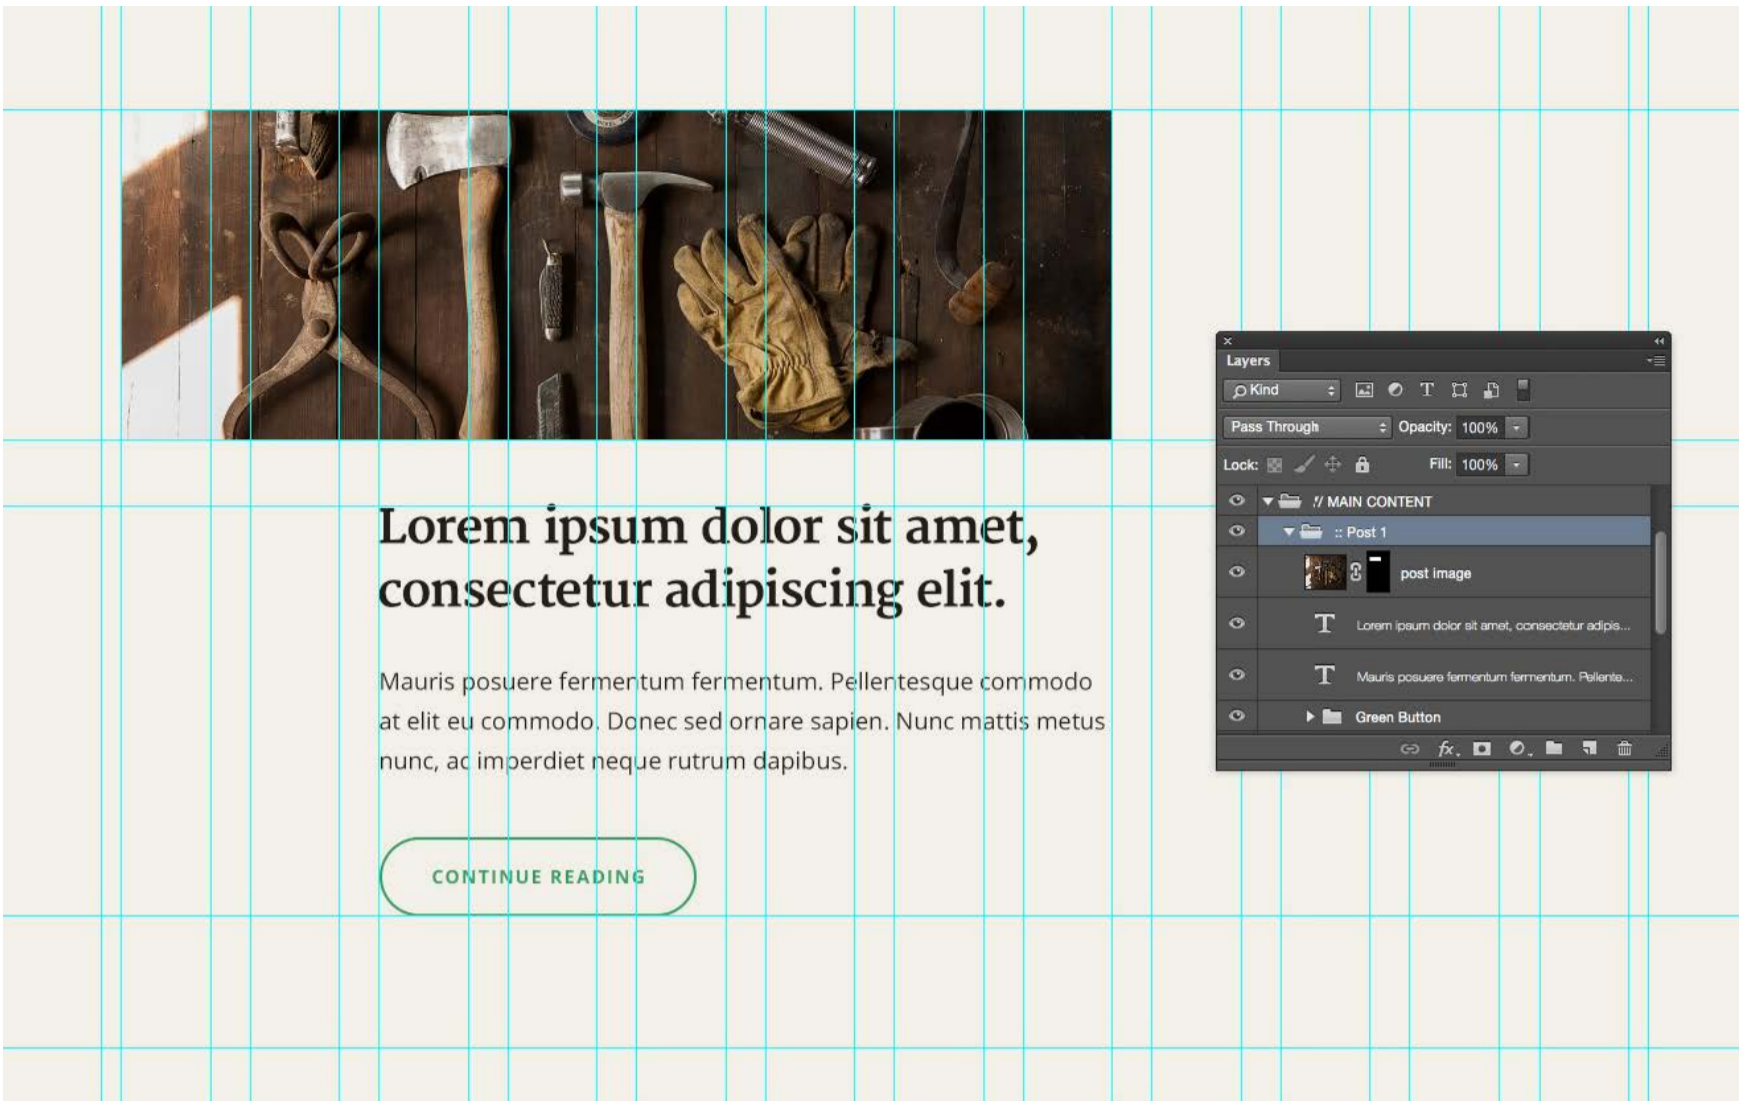 Lorem ipsum dolor sit amet,
consectetur adipiscing elit.
Mauris posuere fermentum fermentum. Pellentesque commodo
at elit eu commodo. Donec sed ornare sapien. Nunc mattis metus
nunc, ac imperdiet neque rutrum dapibus.
CONTINUE READING
Layers
Kind
Pass Through Opacity: 100%
Lock: Fill: 100%
// MAIN CONTENT
:: Post 1
post image
T Lorem ipsum dolor sit amet, consectetur adipis...
T Mauris posuere fermentum fermentum. Pellente...
Green Button
fx